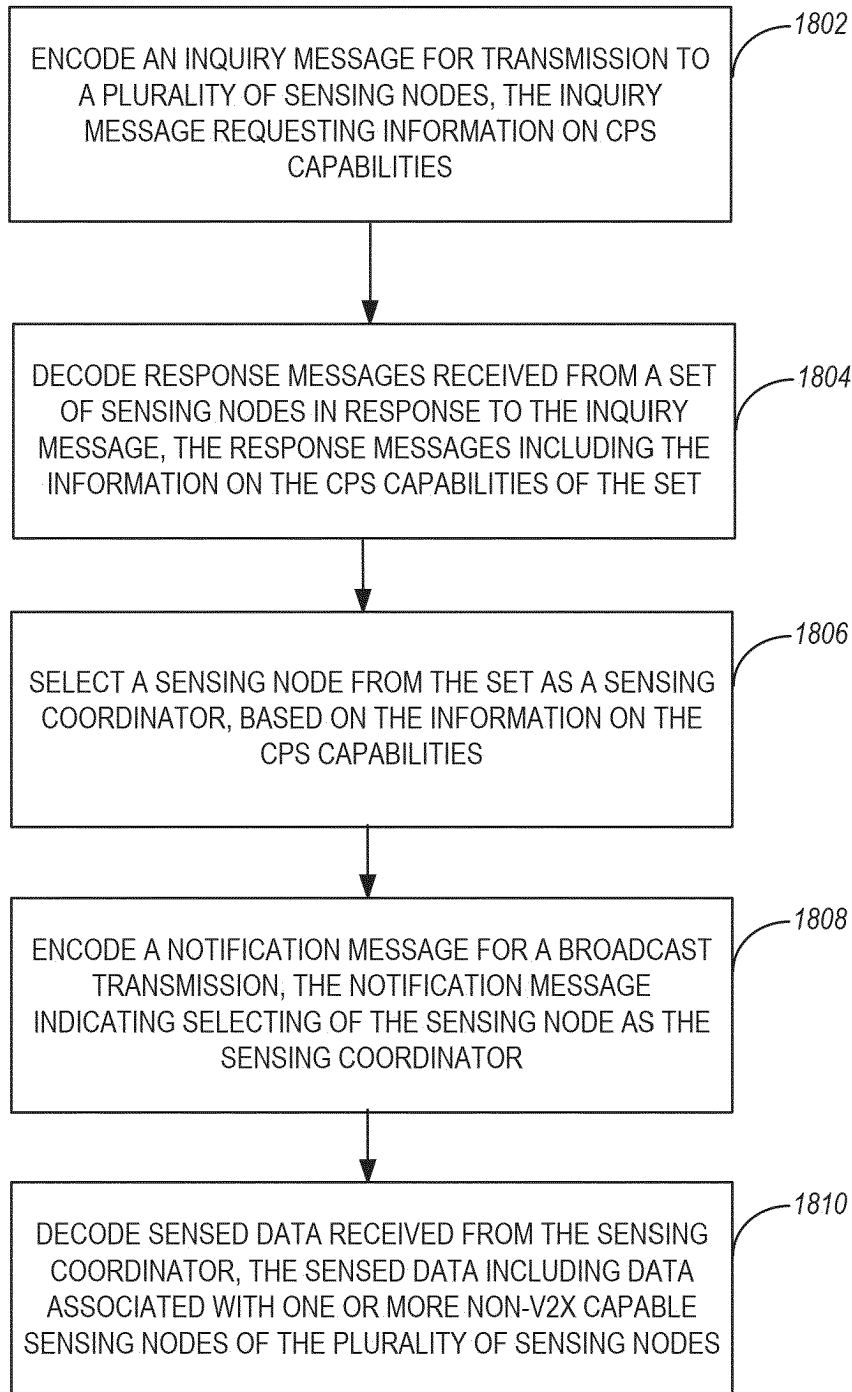 ENCODE AN INQUIRY MESSAGE FOR TRANSMISSION TO
A PLURALITY OF SENSING NODES, THE INQUIRY
MESSAGE REQUESTING INFORMATION ON CPS
CAPABILITIES
1802
DECODE RESPONSE MESSAGES RECEIVED FROM A SET
OF SENSING NODES IN RESPONSE TO THE INQUIRY
MESSAGE, THE RESPONSE MESSAGES INCLUDING THE
INFORMATION ON THE CPS CAPABILITIES OF THE SET
1804
SELECT A SENSING NODE FROM THE SET AS A SENSING
COORDINATOR, BASED ON THE INFORMATION ON THE
CPS CAPABILITIES
1806
ENCODE A NOTIFICATION MESSAGE FOR A BROADCAST
TRANSMISSION, THE NOTIFICATION MESSAGE
INDICATING SELECTING OF THE SENSING NODE AS THE
SENSING COORDINATOR
1808
DECODE SENSED DATA RECEIVED FROM THE SENSING
COORDINATOR, THE SENSED DATA INCLUDING DATA
ASSOCIATED WITH ONE OR MORE NON-V2X CAPABLE
SENSING NODES OF THE PLURALITY OF SENSING NODES
1810